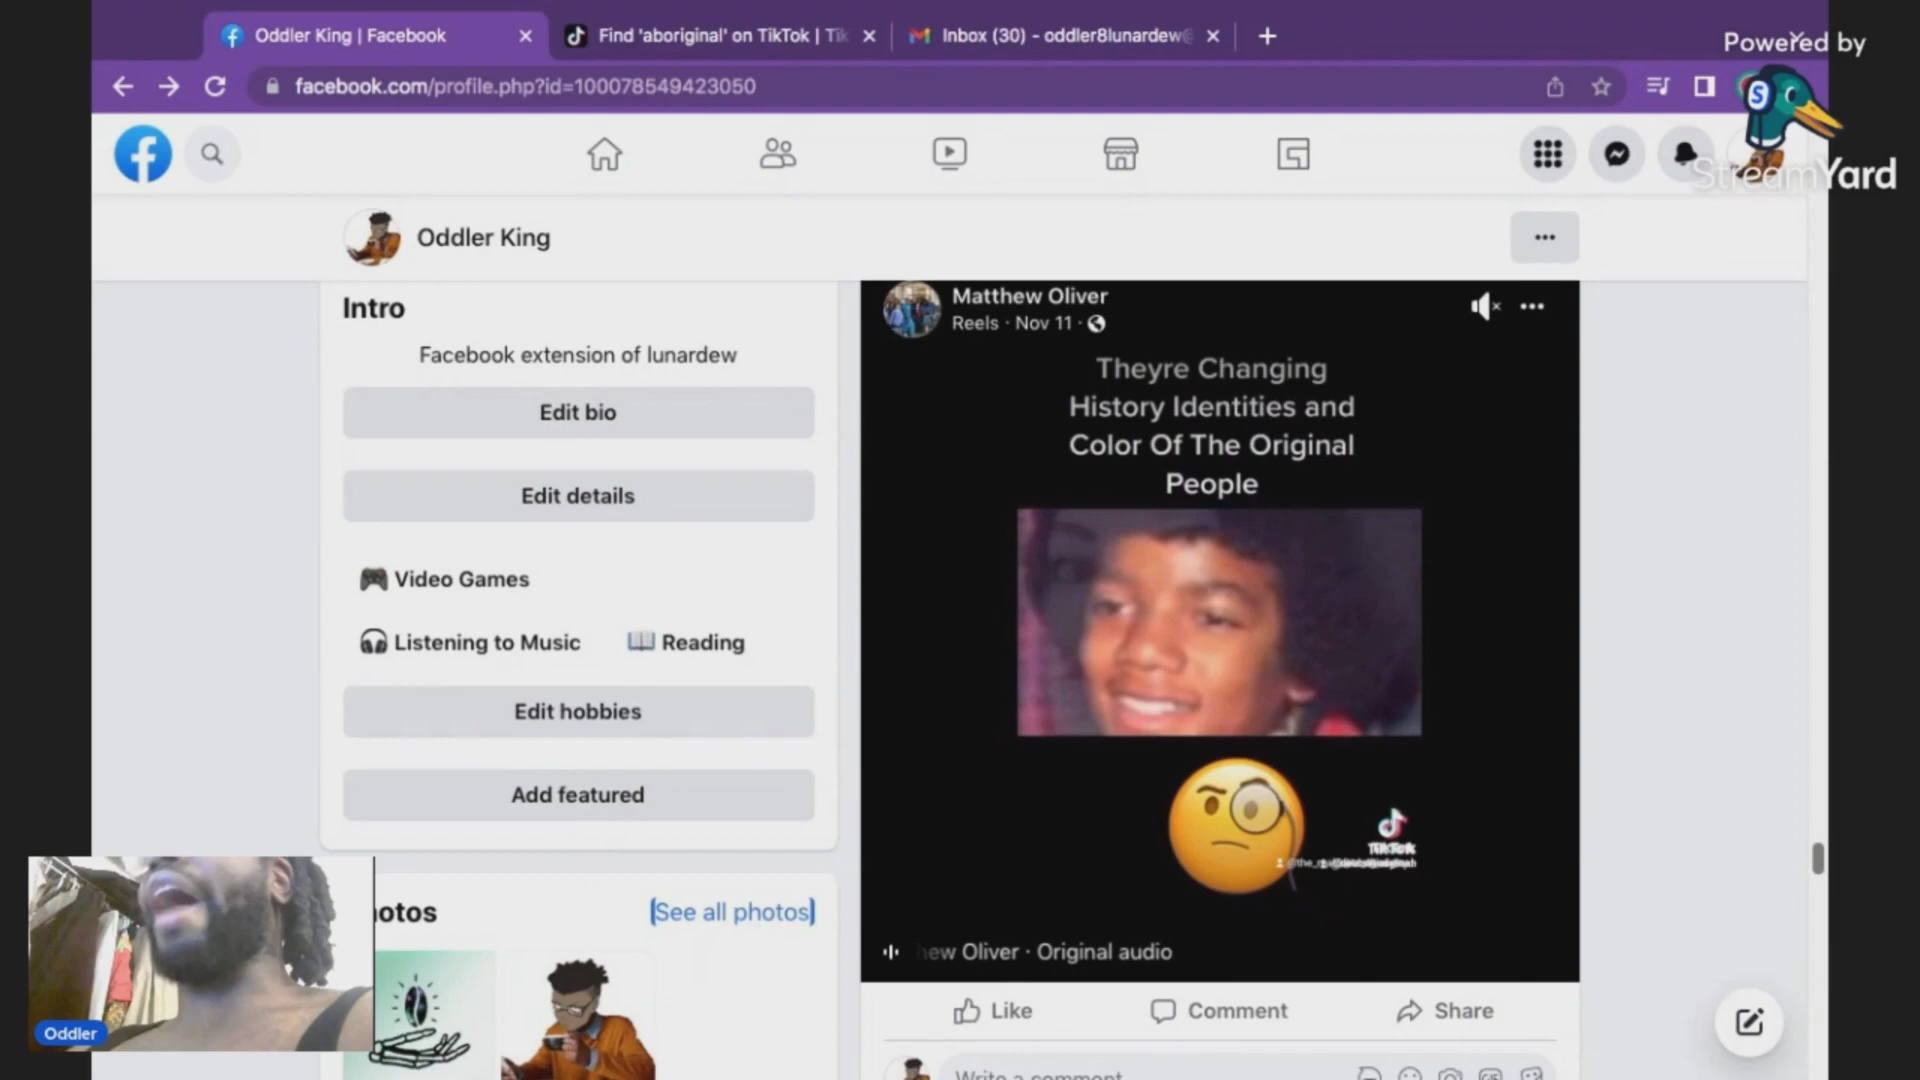 Oddler King | Facebook
Find 'aboriginal' on TikTok | Tik
Inbox (30) - oddler8lunardew@
Powered by
facebook.com/profile.php?id=100078549423050
StreamYard
Oddler King
Intro
Facebook extension of lunardew
Edit bio
Edit details
Video Games
Listening to Music
Reading
Edit hobbies
Add featured
otos
See all photos
Oddler
Matthew Oliver
Reels · Nov 11 ·
Theyre Changing
History Identities and
Color Of The Original
People
TikTok
ew Oliver · Original audio
Like
Comment
Share
Write a comment